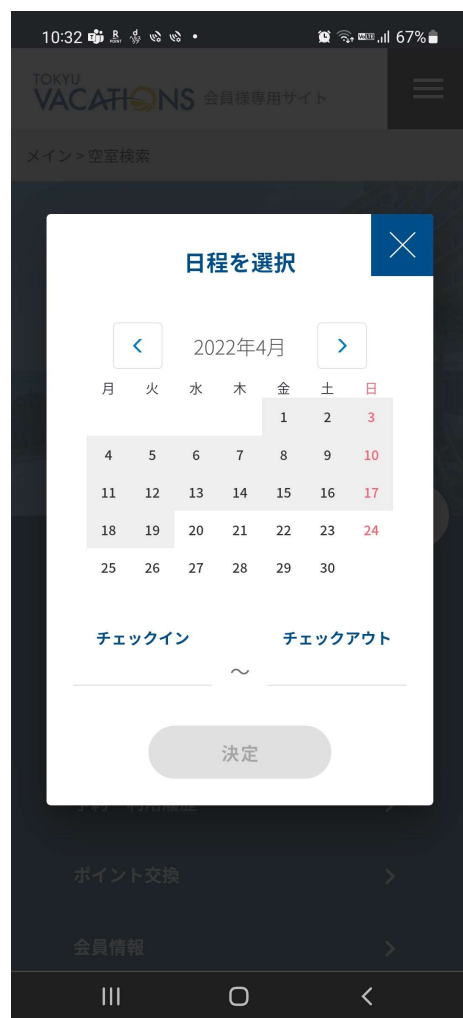 10:32
R
POINT
67%
TOKYU
VACATIONS 会員様専用サイト
メイン > 空室検索
日程を選択
2022年4月
月 火 水 木 金 土 日
1 2 3
4 5 6 7 8 9 10
11 12 13 14 15 16 17
18 19 20 21 22 23 24
25 26 27 28 29 30
チェックイン チェックアウト
～
決定
ポイント交換
会員情報